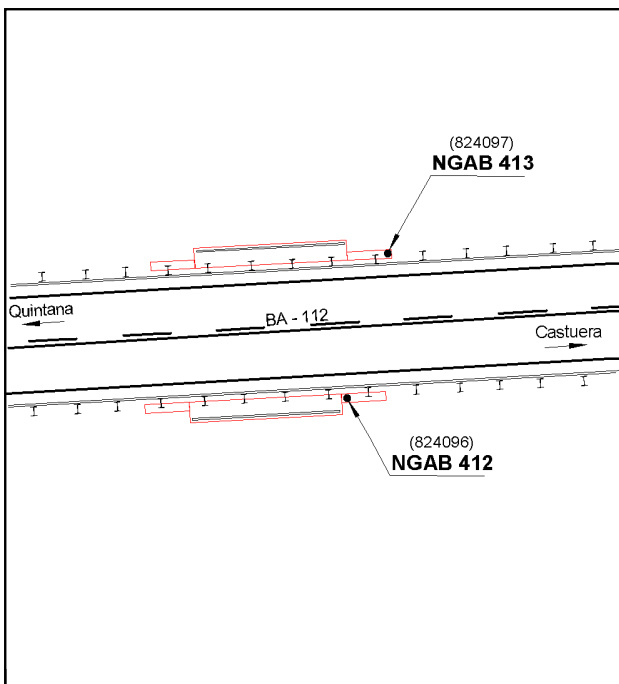 (824097)
NGAB 413
Quintana
BA - 112
Castuera
(824096)
NGAB 412